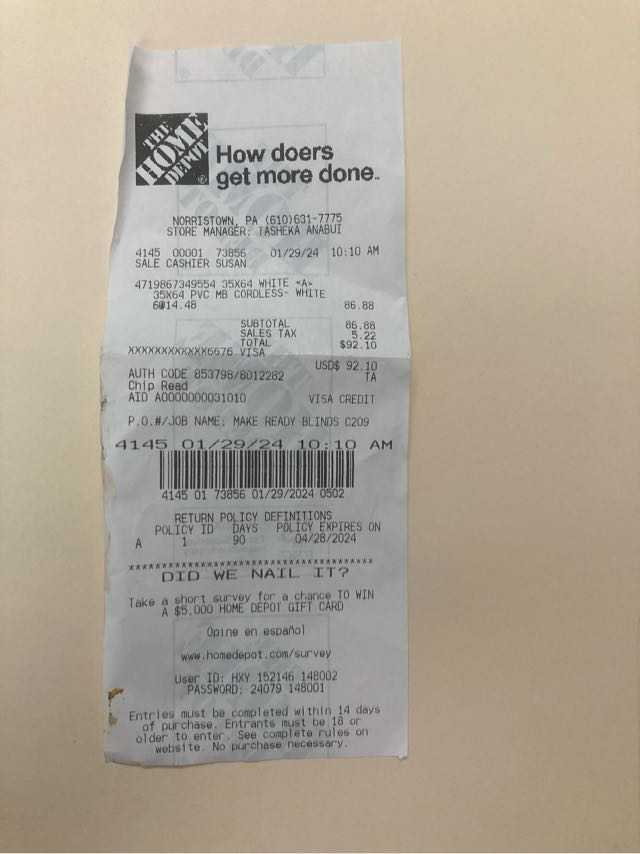 THE
HOME
DEPOT
®
How doers
get more done™
NORRISTOWN, PA (610)631-7775
STORE MANAGER: TASHEKA ANABUI
4145 00001 73856 01/29/24 10:10 AM
SALE CASHIER SUSAN
4719867349554 35X64 WHITE <A>
35X64 PVC MB CORDLESS- WHITE
6@14.48 86.88
SUBTOTAL 86.88
SALES TAX 5.22
TOTAL $92.10
XXXXXXXXXXXX6676 VISA
USD$ 92.10
AUTH CODE 853798/8012282 TA
Chip Read
AID A0000000031010 VISA CREDIT
P.O.#/JOB NAME: MAKE READY BLINDS C209
4145 01/29/24 10:10 AM
4145 01 73856 01/29/2024 0502
RETURN POLICY DEFINITIONS
POLICY ID DAYS POLICY EXPIRES ON
A 1 90 04/28/2024
****************************************
DID WE NAIL IT?
Take a short survey for a chance TO WIN
A $5,000 HOME DEPOT GIFT CARD
Opine en español
www.homedepot.com/survey
User ID: HXY 152146 148002
PASSWORD: 24079 148001
Entries must be completed within 14 days
of purchase. Entrants must be 18 or
older to enter. See complete rules on
website. No purchase necessary.